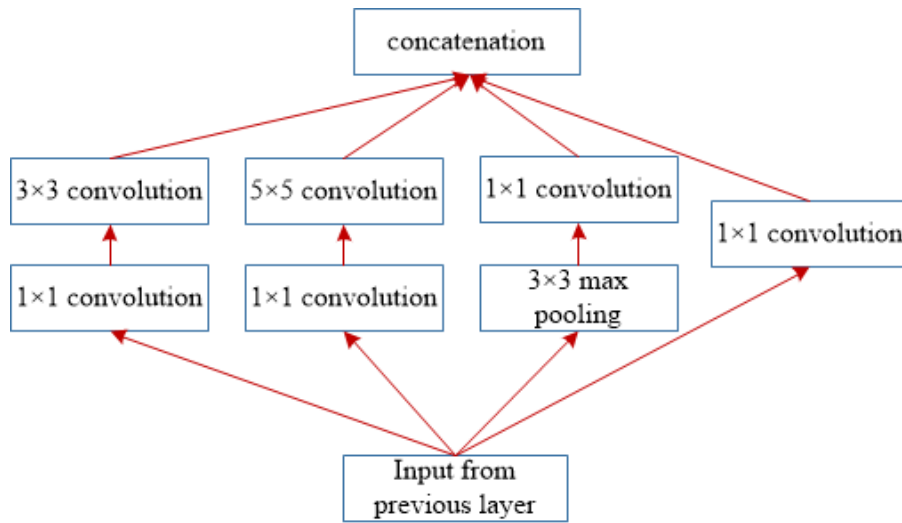 concatenation
3×3 convolution
5×5 convolution
1×1 convolution
1×1 convolution
1×1 convolution
1×1 convolution
3×3 max
pooling
Input from
previous layer